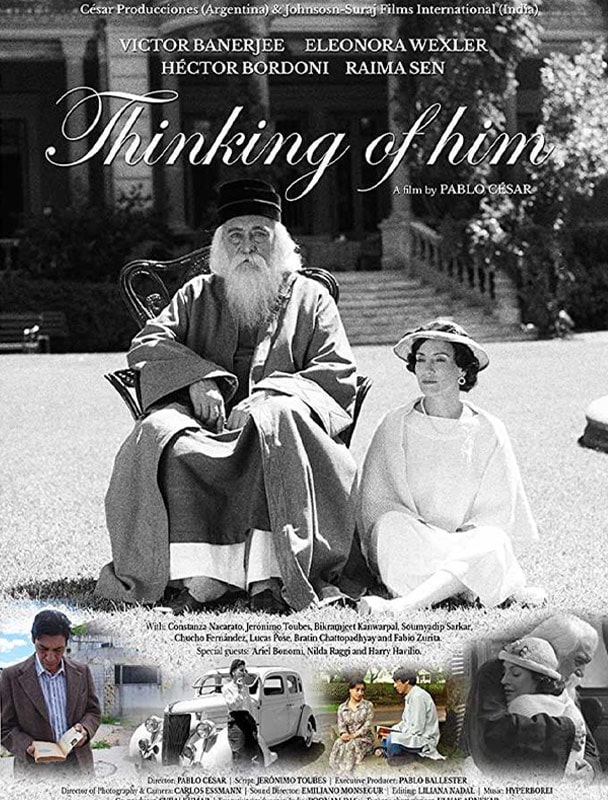 César Producciones (Argentina) & Johnsosn-Suraj Films International (India),
VICTOR BANERJEE ELEONORA WEXLER
HÉCTOR BORDONI RAIMA SEN
Thinking of him
A film by PABLO CÉSAR
With: Constanza Nacarato, Jerónimo Toubes, Bikramjeet Kanwarpal, Soumyadip Sarkar,
Chucho Fernández, Lucas Pose, Bratin Chattopadhyay and Fabio Zurita.
Special guests: Ariel Bonomi, Nilda Raggi and Harry Havilio.
Director: PABLO CÉSAR | Script: JERÓNIMO TOUBES | Executive Producer: PABLO BALLESTER
Director of Photography & Camera: CARLOS ESSMANN | Sound Director: EMILIANO MONSEGUR | Editing: LILIANA NADAL | Music: HYPERBOREI